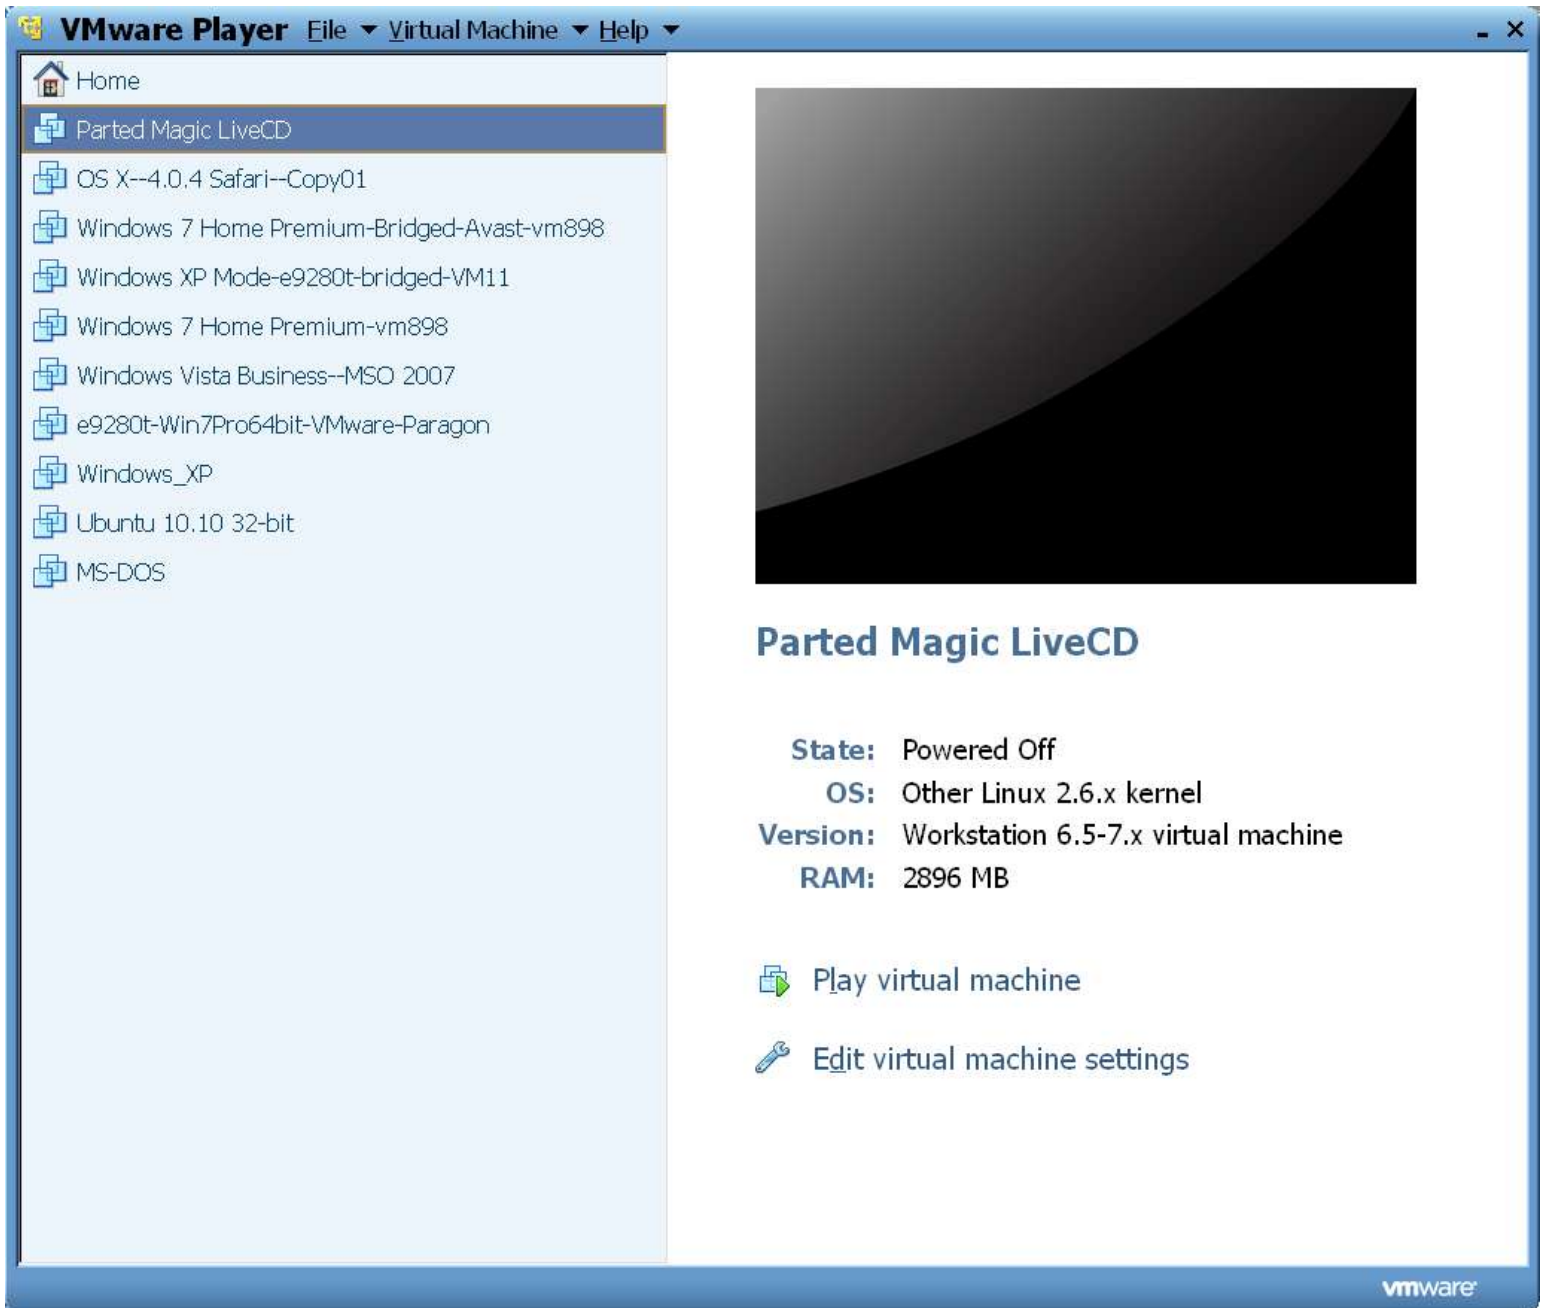 VMware Player File Virtual Machine Help
Home
Parted Magic LiveCD
OS X--4.0.4 Safari--Copy01
Windows 7 Home Premium-Bridged-Avast-vm898
Windows XP Mode-e9280t-bridged-VM11
Windows 7 Home Premium-vm898
Windows Vista Business--MSO 2007
e9280t-Win7Pro64bit-VMware-Paragon
Windows_XP
Ubuntu 10.10 32-bit
MS-DOS
Parted Magic LiveCD
State: Powered Off
OS: Other Linux 2.6.x kernel
Version: Workstation 6.5-7.x virtual machine
RAM: 2896 MB
Play virtual machine
Edit virtual machine settings
vmware